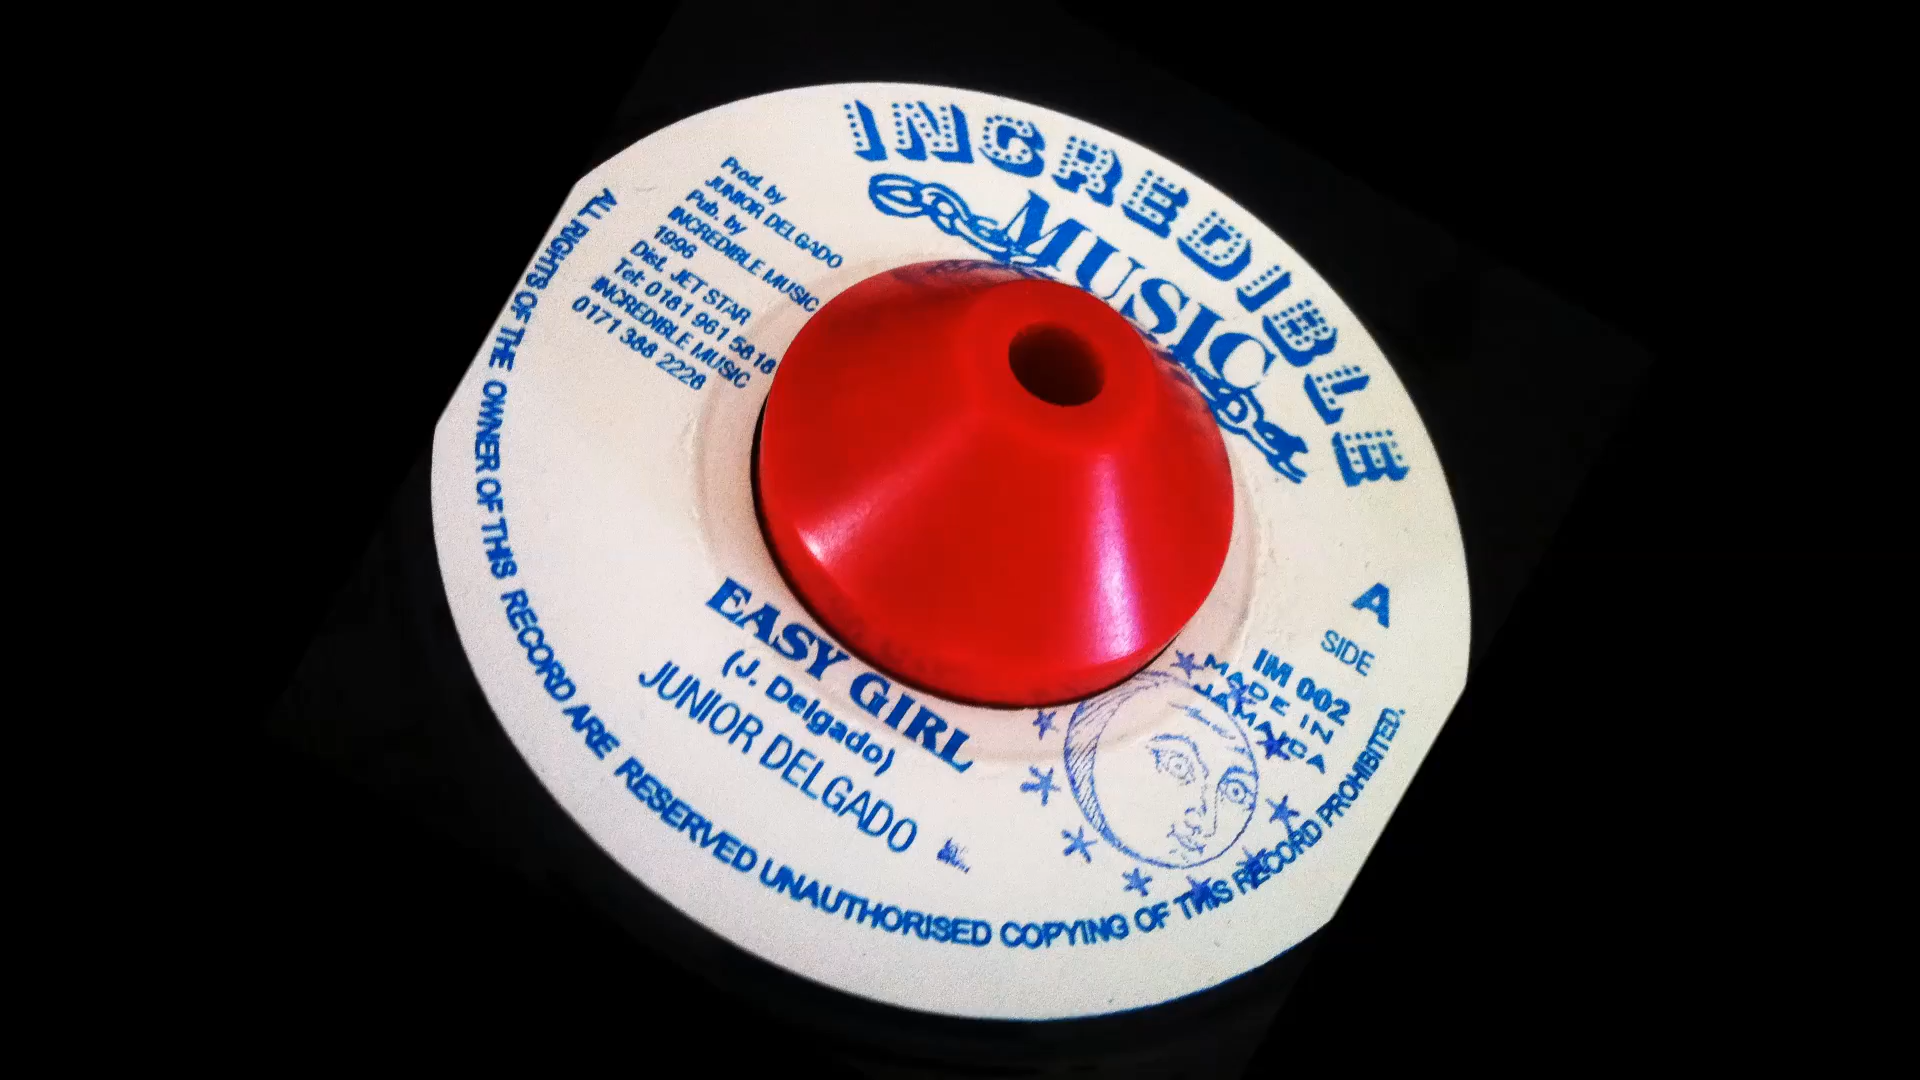 INCREDIBLE
MUSIC
Prod. by
JUNIOR DELGADO
Pub. by
INCREDIBLE MUSIC
1996
Dist. JET STAR
Tel: 0181 961 5818
INCREDIBLE MUSIC
0171 388 2228
A
SIDE
IM 002
MADE IN
JAMAICA
EASY GIRL
(J. Delgado)
JUNIOR DELGADO
ALL RIGHTS OF THE OWNER OF THIS RECORD ARE RESERVED UNAUTHORISED COPYING OF THIS RECORD PROHIBITED.